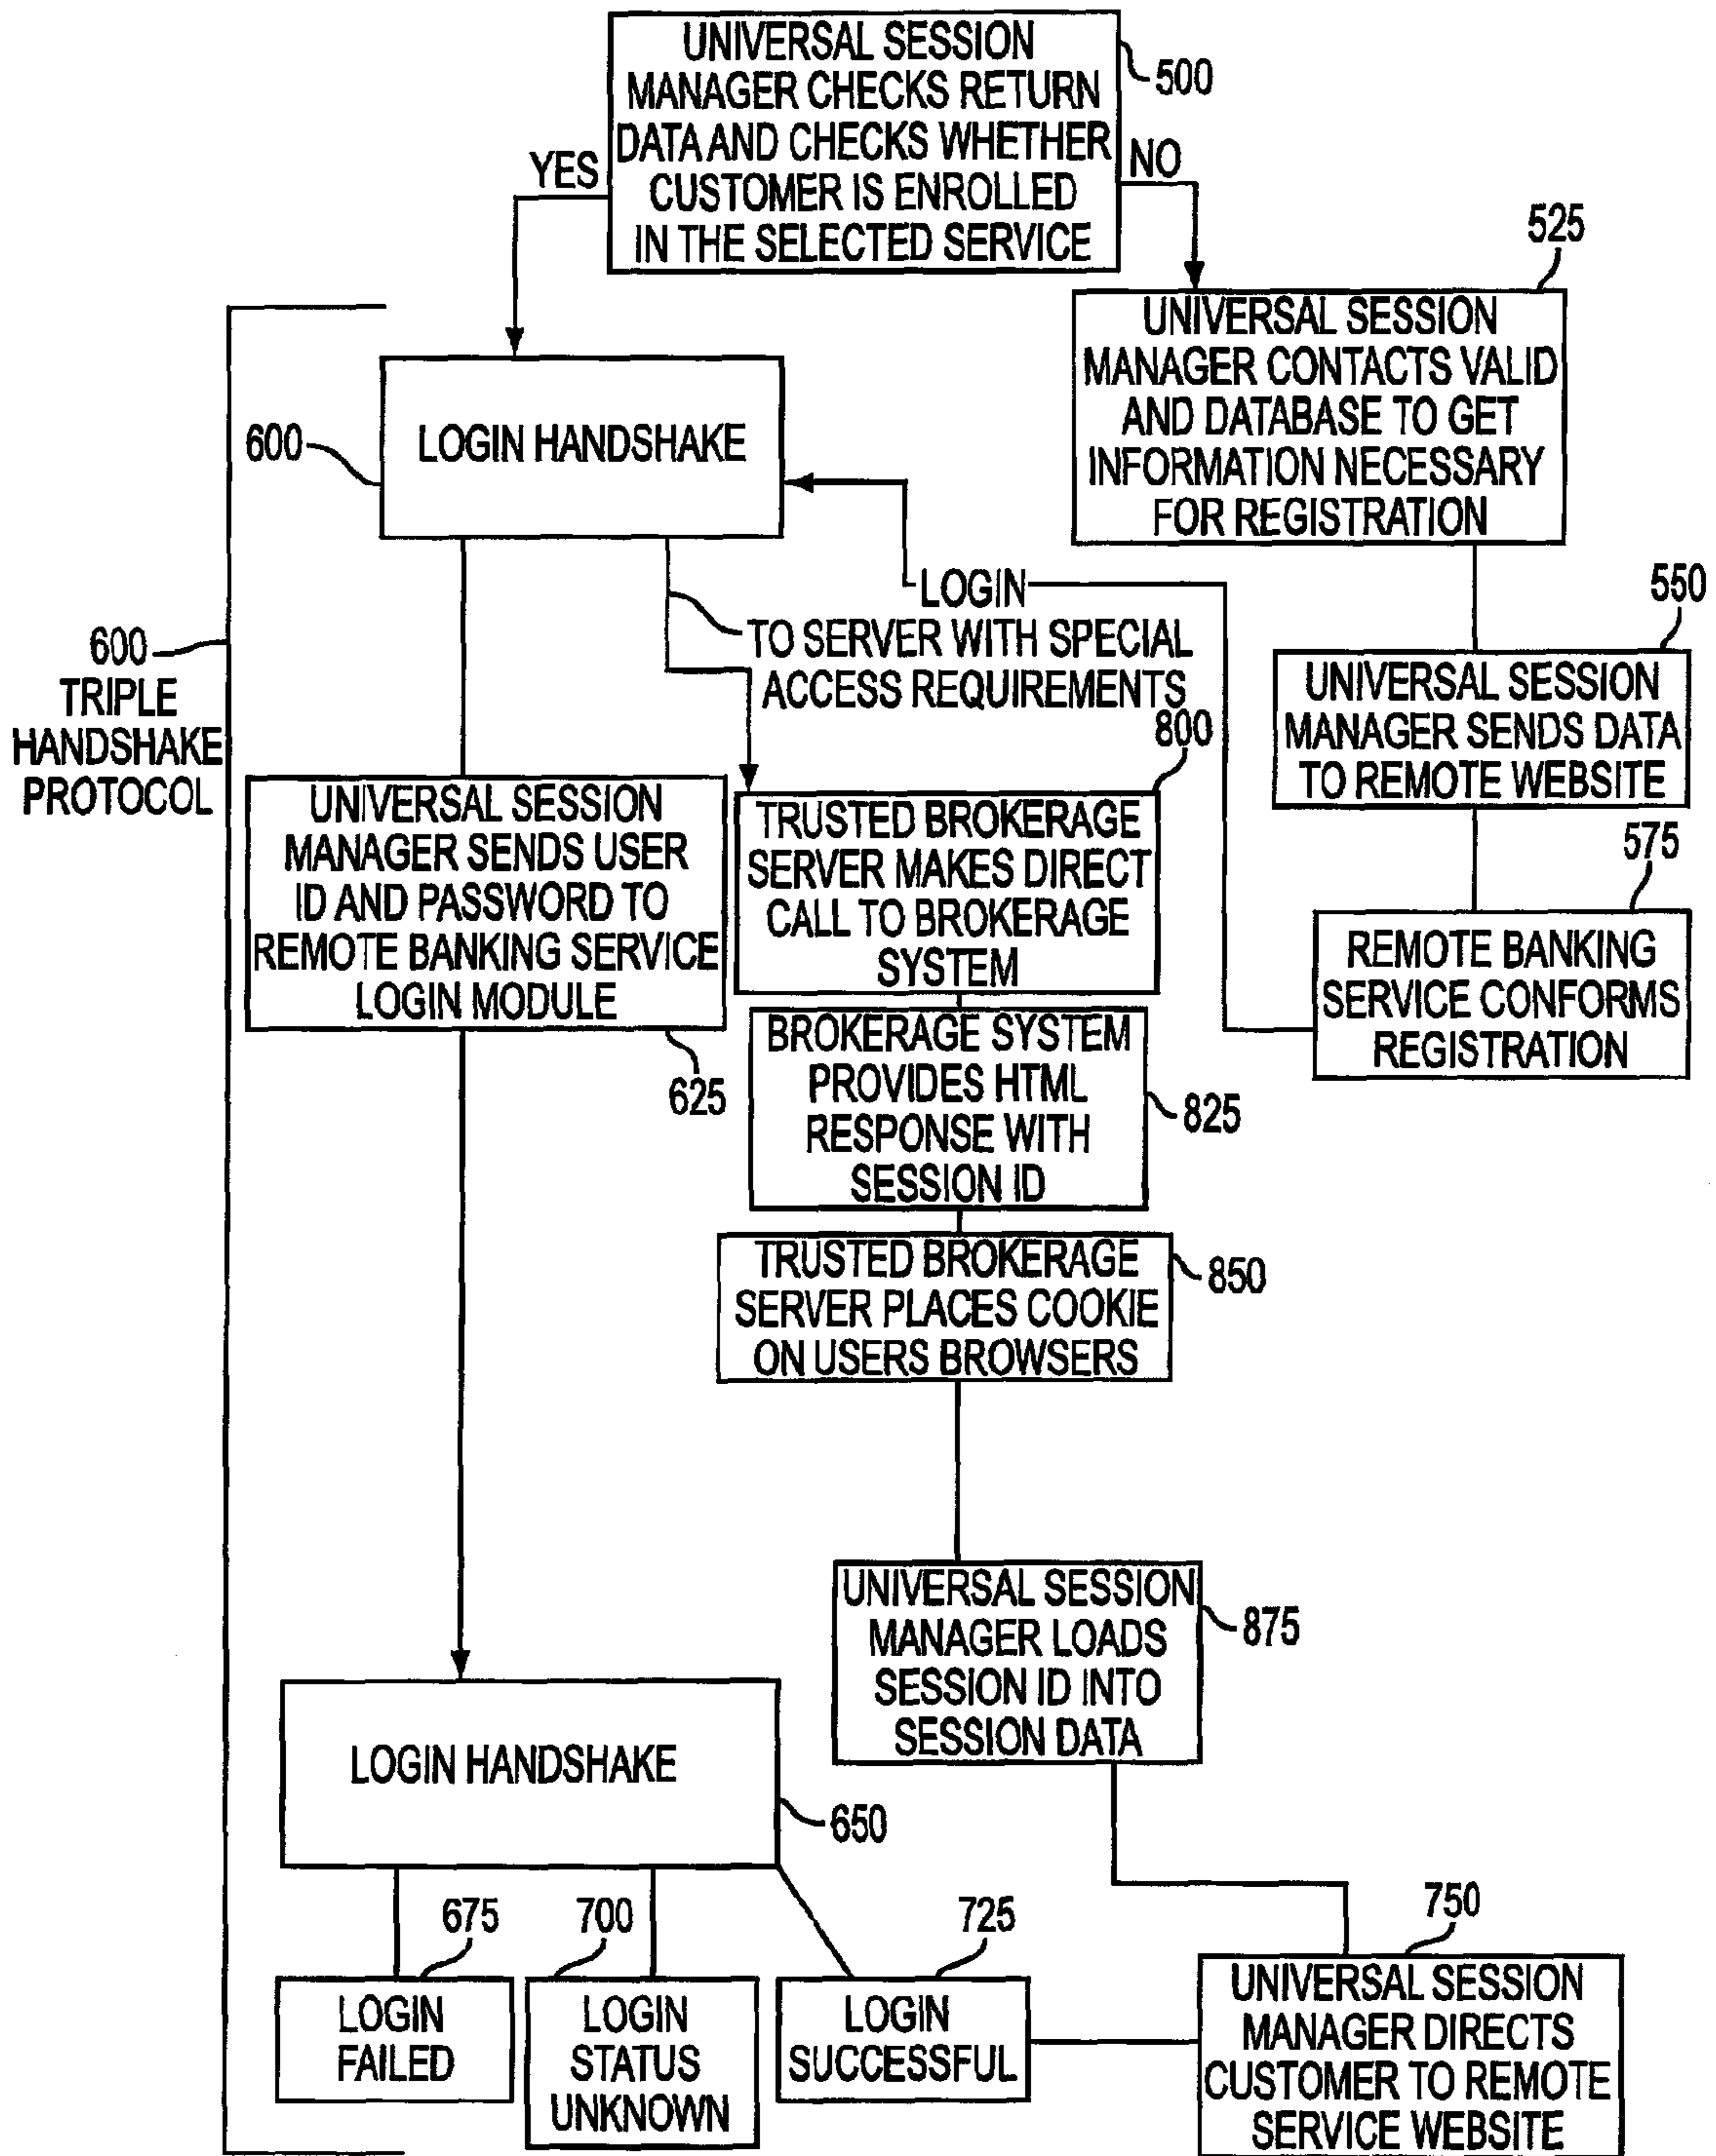 UNIVERSAL SESSION
MANAGER CHECKS RETURN
DATA AND CHECKS WHETHER
CUSTOMER IS ENROLLED
IN THE SELECTED SERVICE
500
YES
NO
525
UNIVERSAL SESSION
MANAGER CONTACTS VALID
AND DATABASE TO GET
INFORMATION NECESSARY
FOR REGISTRATION
600
LOGIN HANDSHAKE
LOGIN
TO SERVER WITH SPECIAL
ACCESS REQUIREMENTS
550
UNIVERSAL SESSION
MANAGER SENDS DATA
TO REMOTE WEBSITE
575
REMOTE BANKING
SERVICE CONFORMS
REGISTRATION
600
TRIPLE
HANDSHAKE
PROTOCOL
UNIVERSAL SESSION
MANAGER SENDS USER
ID AND PASSWORD TO
REMOTE BANKING SERVICE
LOGIN MODULE
625
800
TRUSTED BROKERAGE
SERVER MAKES DIRECT
CALL TO BROKERAGE
SYSTEM
BROKERAGE SYSTEM
PROVIDES HTML
RESPONSE WITH
SESSION ID
825
TRUSTED BROKERAGE
SERVER PLACES COOKIE
ON USERS BROWSERS
850
UNIVERSAL SESSION
MANAGER LOADS
SESSION ID INTO
SESSION DATA
875
LOGIN HANDSHAKE
650
675
LOGIN
FAILED
700
LOGIN
STATUS
UNKNOWN
725
LOGIN
SUCCESSFUL
750
UNIVERSAL SESSION
MANAGER DIRECTS
CUSTOMER TO REMOTE
SERVICE WEBSITE